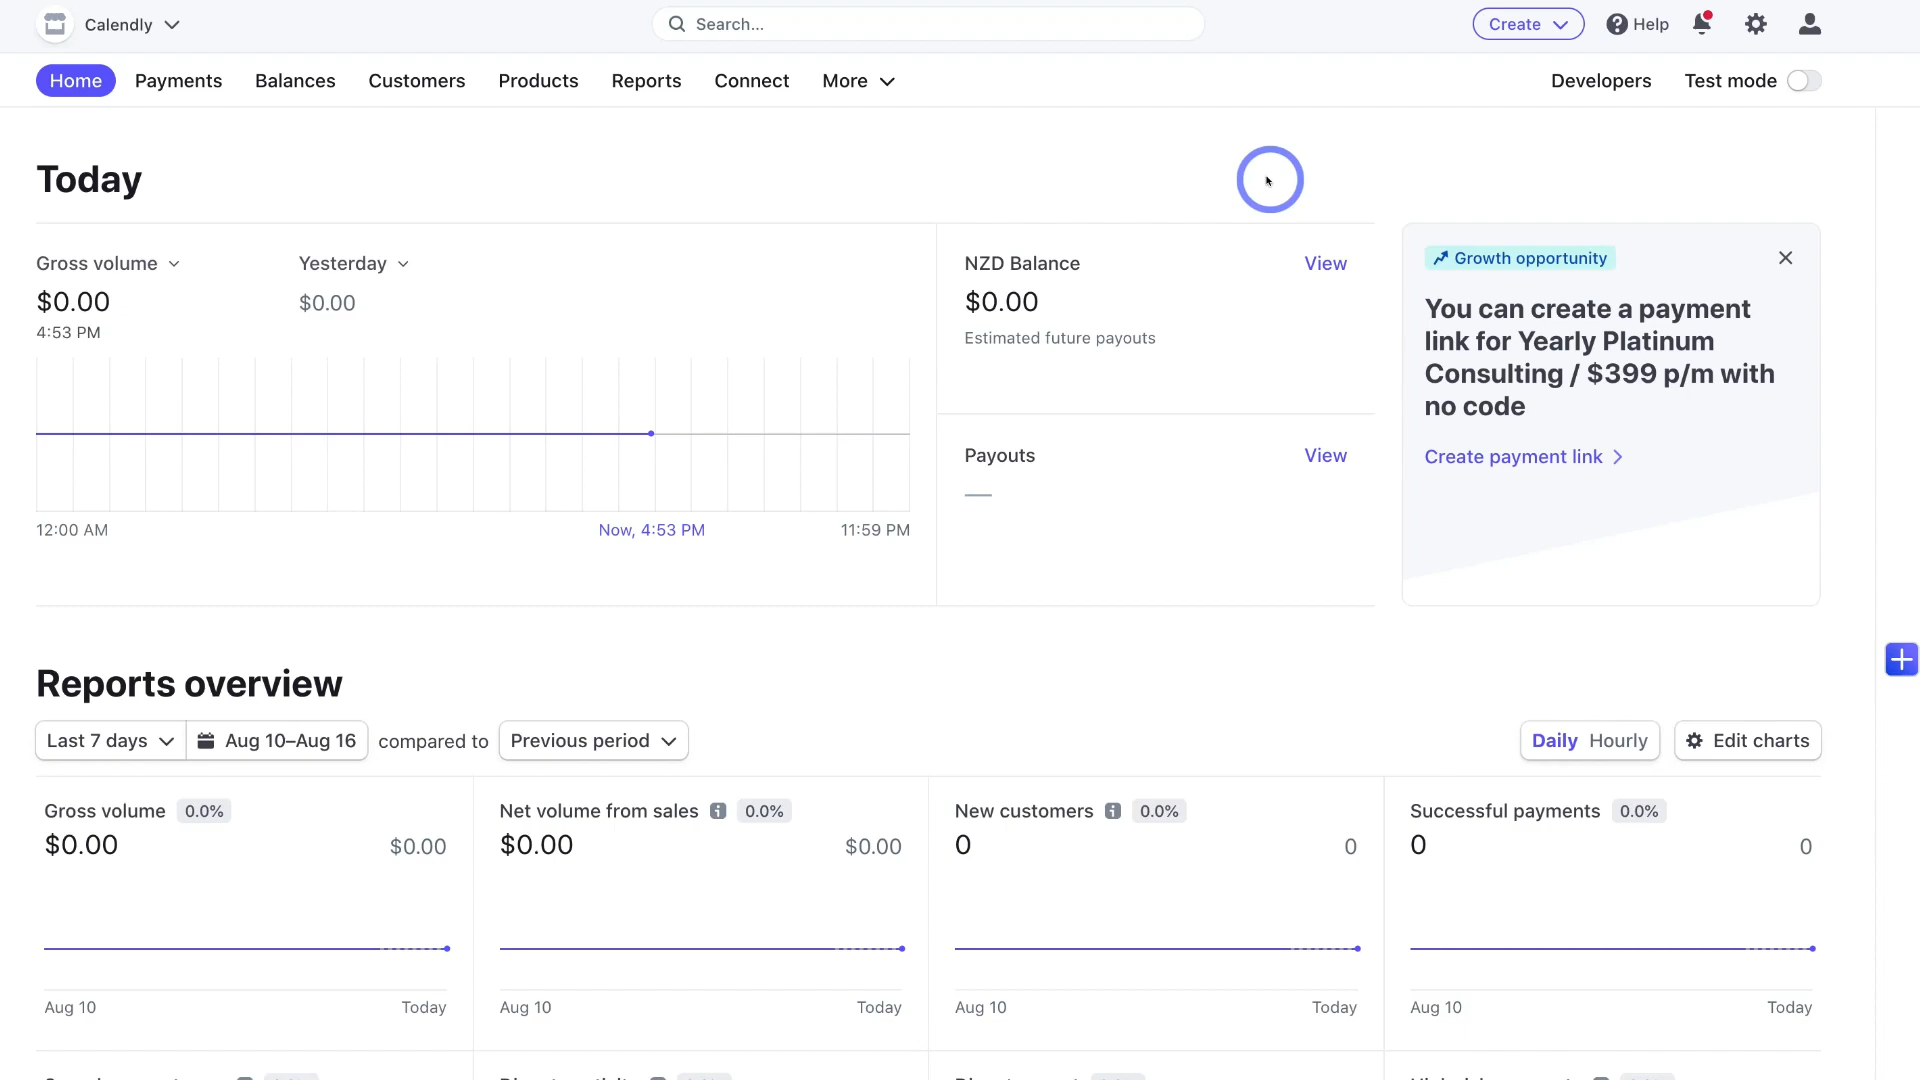 Calendly
Search...
Create
Help
Home
Payments
Balances
Customers
Products
Reports
Connect
More
Developers
Test mode
Today
Gross volume
Yesterday
$0.00
$0.00
4:53 PM
12:00 AM
Now, 4:53 PM
11:59 PM
NZD Balance
View
$0.00
Estimated future payouts
Payouts
View
—
Growth opportunity
You can create a payment
link for Yearly Platinum
Consulting / $399 p/m with
no code
Create payment link
Reports overview
Last 7 days
Aug 10–Aug 16
compared to
Previous period
Daily
Hourly
Edit charts
Gross volume
0.0%
$0.00
$0.00
Aug 10
Today
Net volume from sales
0.0%
$0.00
$0.00
Aug 10
Today
New customers
0.0%
0
0
Aug 10
Today
Successful payments
0.0%
0
0
Aug 10
Today